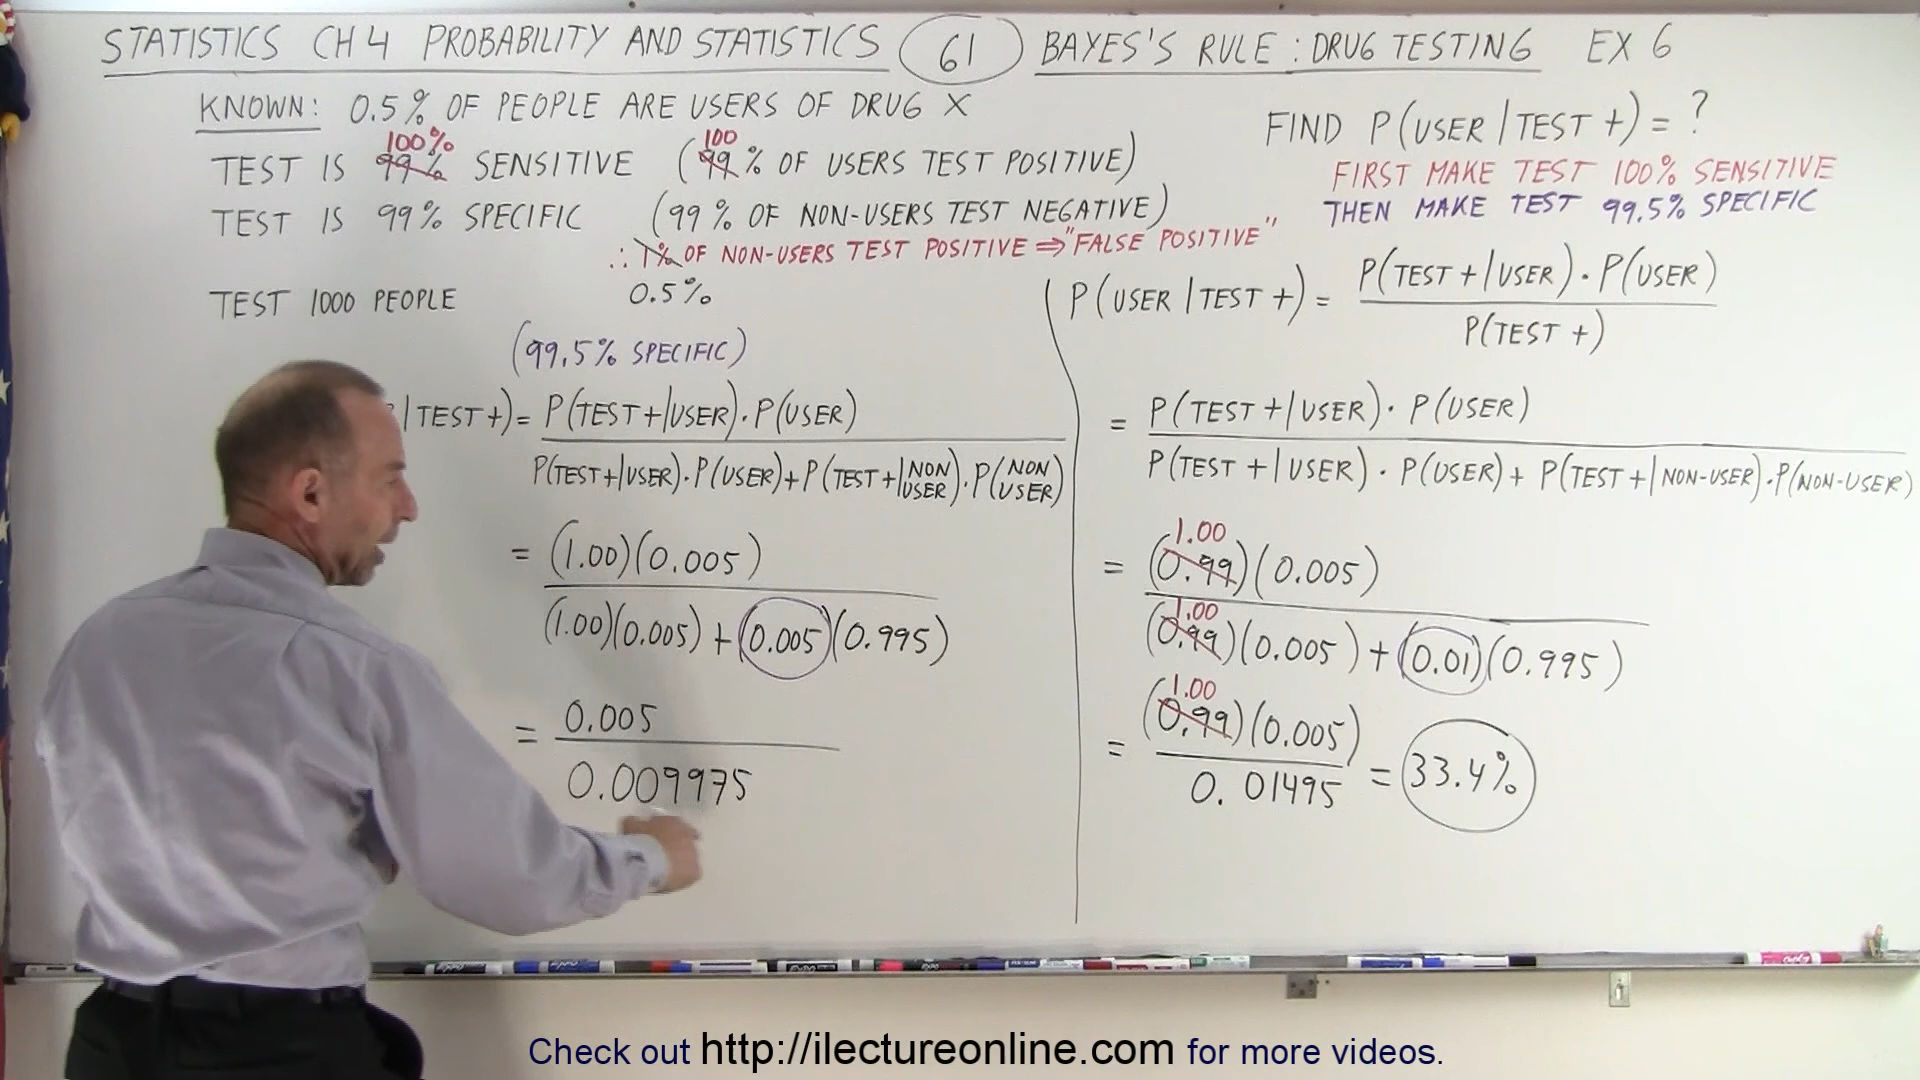 STATISTICS CH 4 PROBABILITY AND STATISTICS 61 BAYES'S RULE : DRUG TESTING EX 6
KNOWN: 0.5% OF PEOPLE ARE USERS OF DRUG X
100% 100
TEST IS 99% SENSITIVE (99% OF USERS TEST POSITIVE)
TEST IS 99% SPECIFIC (99% OF NON-USERS TEST NEGATIVE)
∴ 1% OF NON-USERS TEST POSITIVE ⇒ "FALSE POSITIVE"
0.5%
TEST 1000 PEOPLE
(99.5% SPECIFIC)
| TEST +) = P(TEST+|USER)·P(USER)
P(TEST+|USER)·P(USER)+P(TEST+|NON USER)·P(NON USER)
= (1.00)(0.005)
(1.00)(0.005) + (0.005)(0.995)
= 0.005
0.009975
FIND P(USER | TEST +) = ?
FIRST MAKE TEST 100% SENSITIVE
THEN MAKE TEST 99.5% SPECIFIC
P(USER | TEST +) = P(TEST+|USER)·P(USER)
P(TEST +)
= P(TEST+|USER)· P(USER)
P(TEST+|USER) · P(USER) + P(TEST+|NON-USER)·P(NON-USER)
1.00
= (0.99)(0.005)
1.00
(0.99)(0.005) + (0.01)(0.995)
1.00
= (0.99)(0.005) = 33.4%
0.01495
Check out http://ilectureonline.com for more videos.